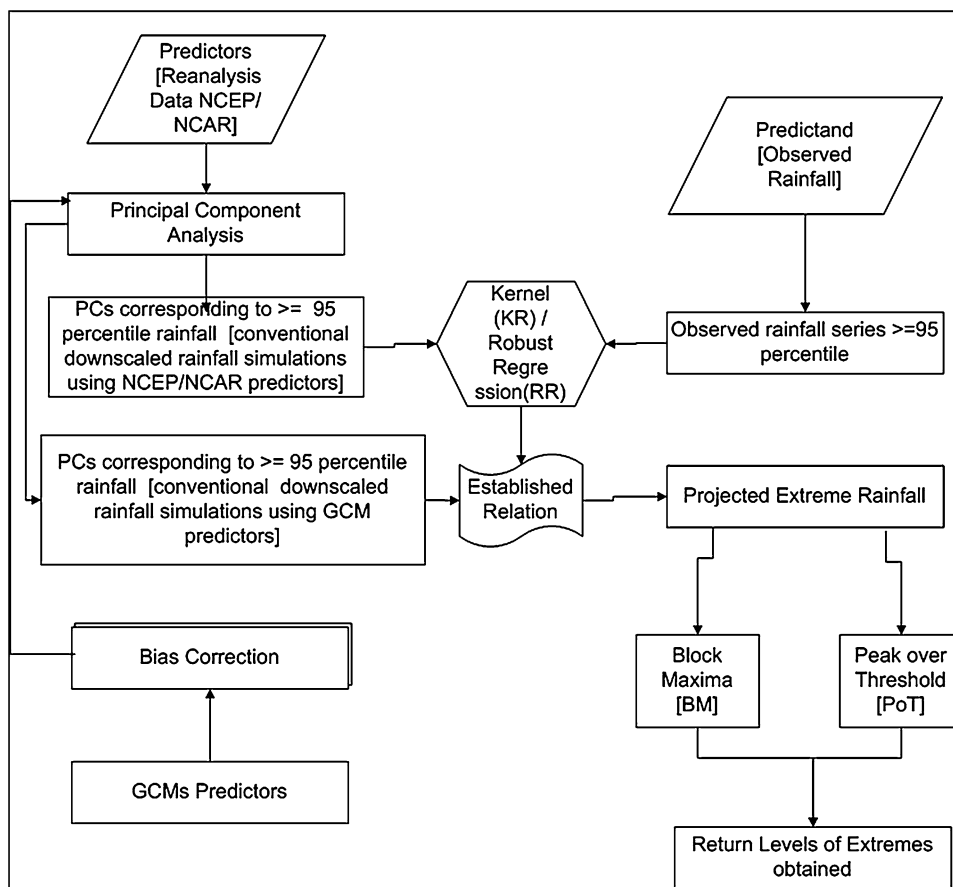 Predictors
[Reanalysis
Data NCEP/
NCAR]
Predictand
[Observed
Rainfall]
Principal Component
Analysis
PCs corresponding to >= 95
percentile rainfall [conventional
downscaled rainfall simulations
using NCEP/NCAR predictors]
Kernel
(KR) /
Robust
Regre
ssion(RR)
Observed rainfall series >=95
percentile
PCs corresponding to >= 95 percentile
rainfall [conventional downscaled
rainfall simulations using GCM
predictors]
Established
Relation
Projected Extreme Rainfall
Bias Correction
Block
Maxima
[BM]
Peak over
Threshold
[PoT]
GCMs Predictors
Return Levels of Extremes
obtained